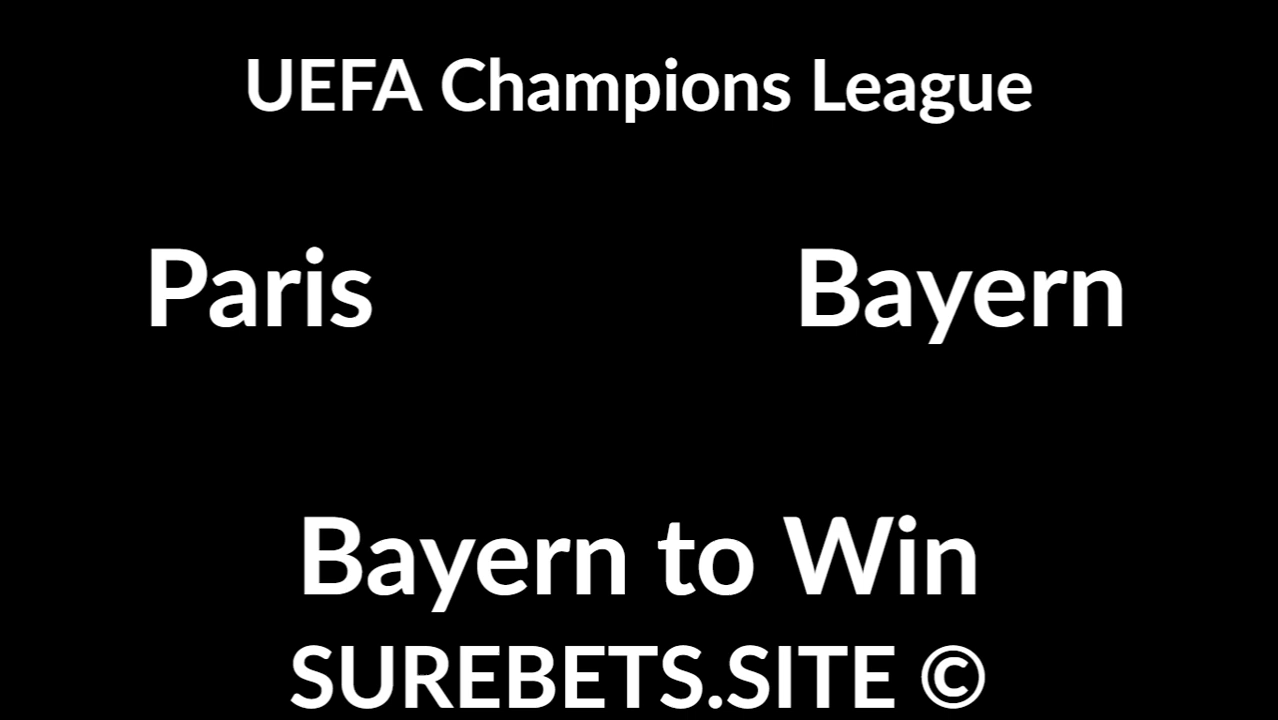 UEFA Champions League
Paris Bayern
Bayern to Win
SUREBETS.SITE ©